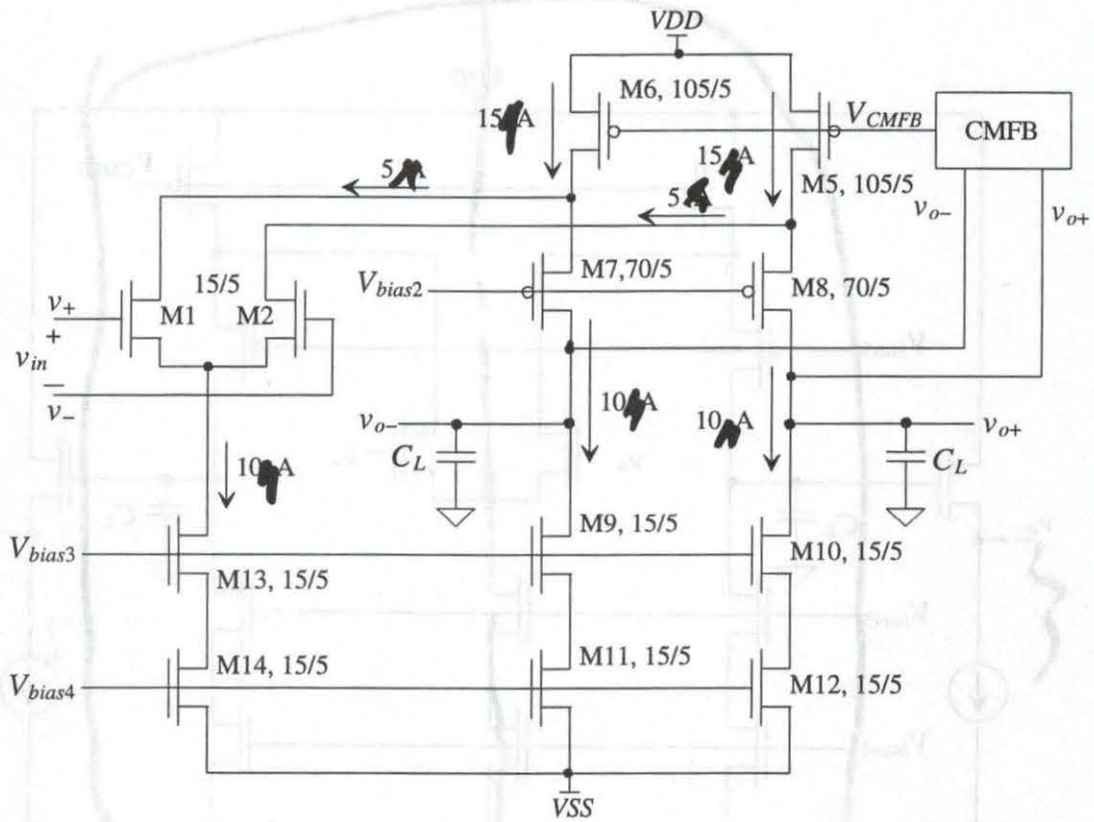 VDD
M6, 105/5
V_CMFB
CMFB
15 A
15 A
M5, 105/5
5 A
5 A
v_o-
v_o+
M7,70/5
V_bias2
M8, 70/5
15/5
v_+
M1
M2
+
v_in
−
v_-
10 A
10 A
v_o-
v_o+
C_L
C_L
10 A
M9, 15/5
V_bias3
M10, 15/5
M13, 15/5
M11, 15/5
M14, 15/5
V_bias4
M12, 15/5
VSS